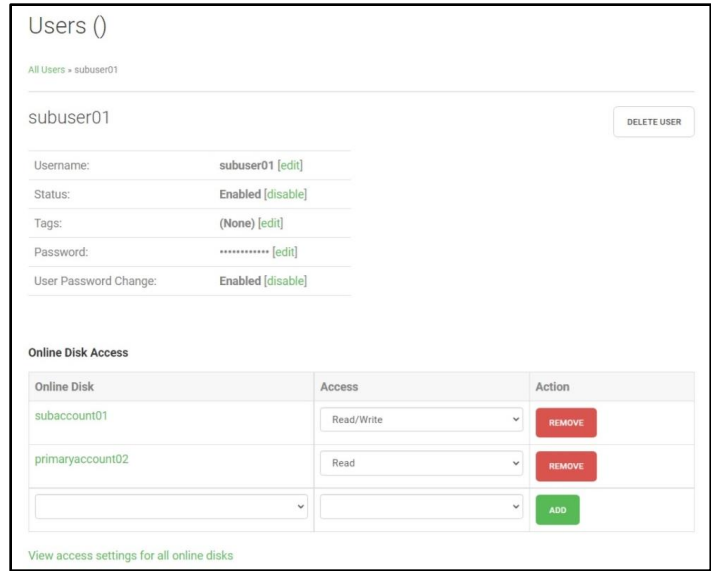 Users ()
All Users » subuser01
subuser01
DELETE USER
Username: subuser01 [edit]
Status: Enabled [disable]
Tags: (None) [edit]
Password: •••••••••••• [edit]
User Password Change: Enabled [disable]
Online Disk Access
Online Disk Access Action
subaccount01 Read/Write REMOVE
primaryaccount02 Read REMOVE
ADD
View access settings for all online disks